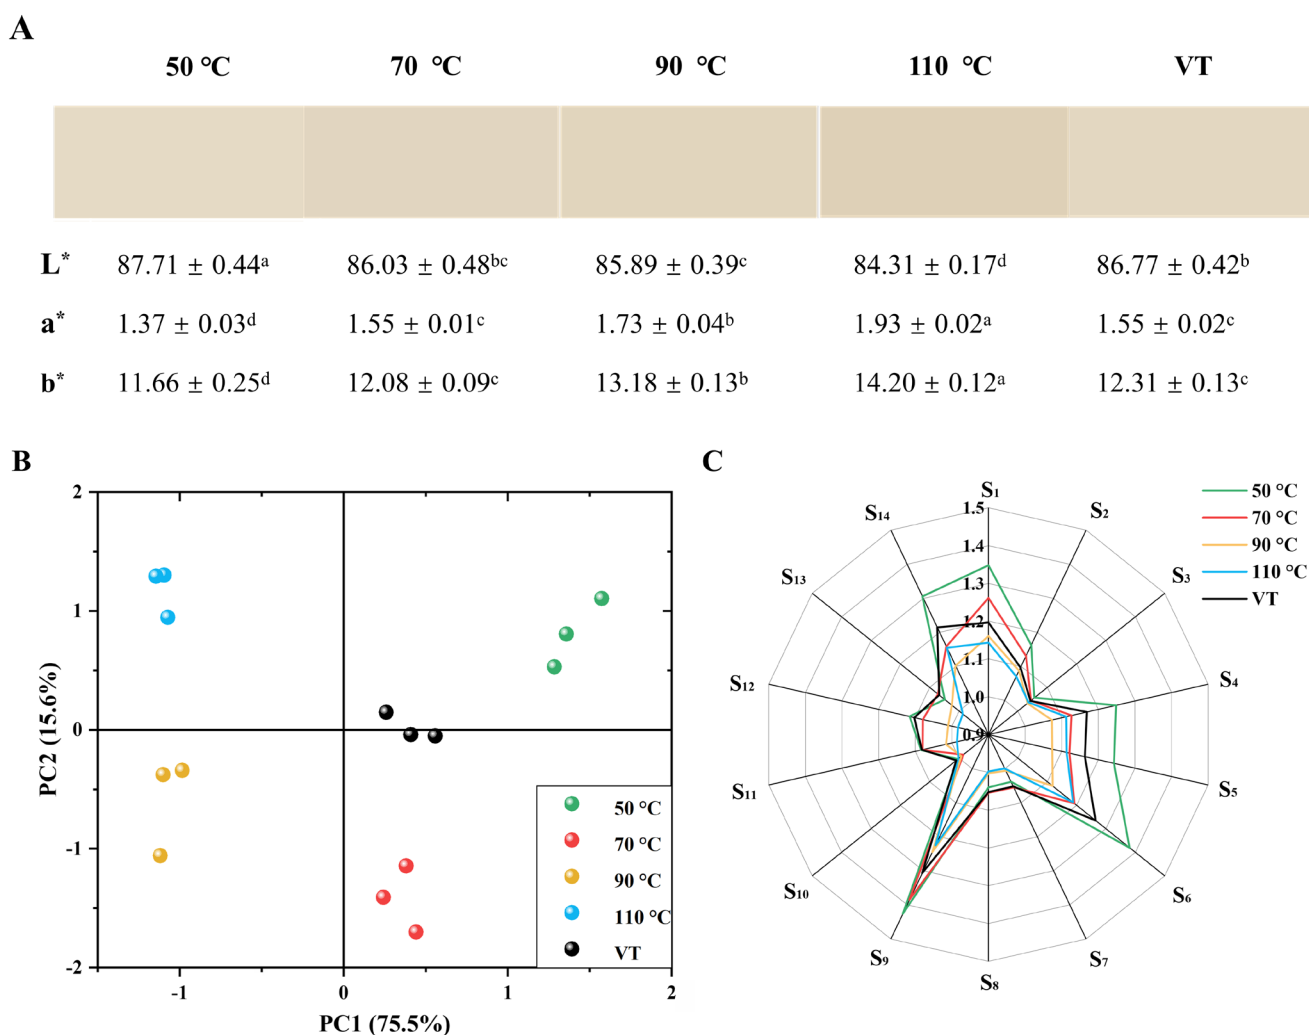 A
50 °C 70 °C 90 °C 110 °C VT
L* 87.71 ± 0.44ᵃ 86.03 ± 0.48ᵇᶜ 85.89 ± 0.39ᶜ 84.31 ± 0.17ᵈ 86.77 ± 0.42ᵇ
a* 1.37 ± 0.03ᵈ 1.55 ± 0.01ᶜ 1.73 ± 0.04ᵇ 1.93 ± 0.02ᵃ 1.55 ± 0.02ᶜ
b* 11.66 ± 0.25ᵈ 12.08 ± 0.09ᶜ 13.18 ± 0.13ᵇ 14.20 ± 0.12ᵃ 12.31 ± 0.13ᶜ
B
PC2 (15.6%)
2
1
0
-1
-2
-1 0 1 2
PC1 (75.5%)
50 °C
70 °C
90 °C
110 °C
VT
C
S₁
S₂
S₃
S₄
S₅
S₆
S₇
S₈
S₉
S₁₀
S₁₁
S₁₂
S₁₃
S₁₄
1.5
1.4
1.3
1.2
1.1
1.0
0.9
50 °C
70 °C
90 °C
110 °C
VT